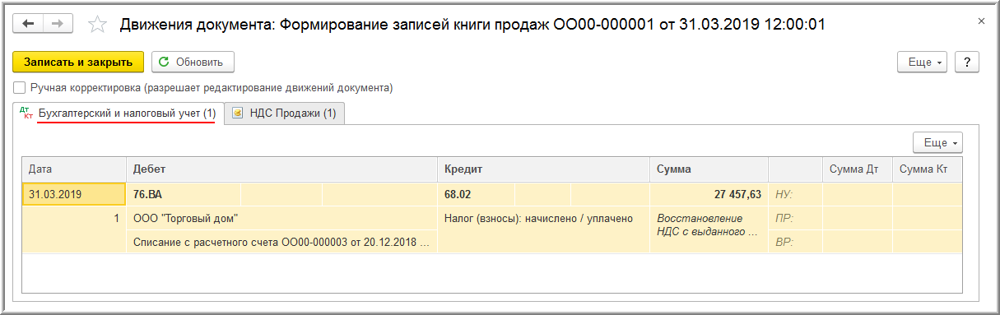 Движения документа: Формирование записей книги продаж ОО00-000001 от 31.03.2019 12:00:01
Записать и закрыть
Обновить
Еще
?
Ручная корректировка (разрешает редактирование движений документа)
Дт Кт Бухгалтерский и налоговый учет (1)
НДС Продажи (1)
Еще
Дата Дебет Кредит Сумма Сумма Дт Сумма Кт
31.03.2019 76.ВА 68.02 27 457,63 НУ:
1 ООО "Торговый дом" Налог (взносы): начислено / уплачено Восстановление ПР:
НДС с выданного ...
Списание с расчетного счета ОО00-000003 от 20.12.2018 ... ВР: